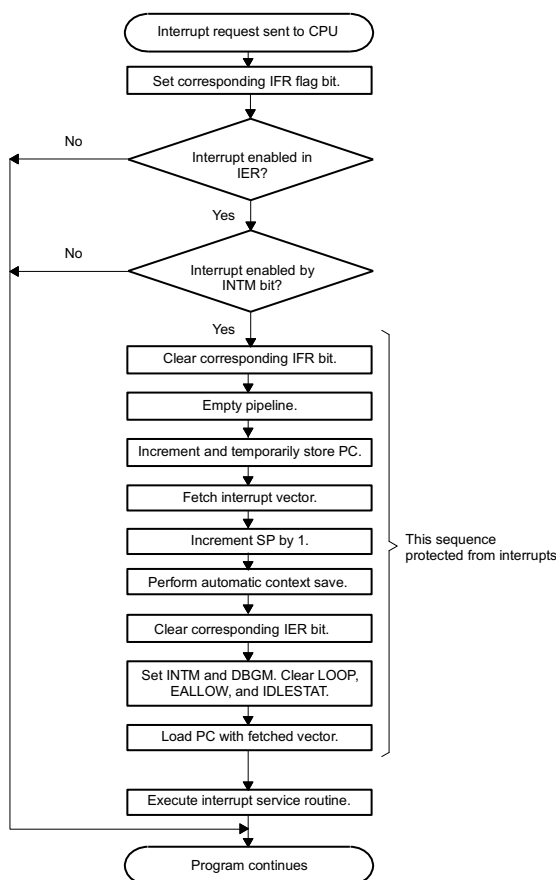 Interrupt request sent to CPU
Set corresponding IFR flag bit.
No
Interrupt enabled in
IER?
Yes
No
Interrupt enabled by
INTM bit?
Yes
Clear corresponding IFR bit.
Empty pipeline.
Increment and temporarily store PC.
Fetch interrupt vector.
Increment SP by 1.
This sequence
protected from interrupts
Perform automatic context save.
Clear corresponding IER bit.
Set INTM and DBGM. Clear LOOP,
EALLOW, and IDLESTAT.
Load PC with fetched vector.
Execute interrupt service routine.
Program continues